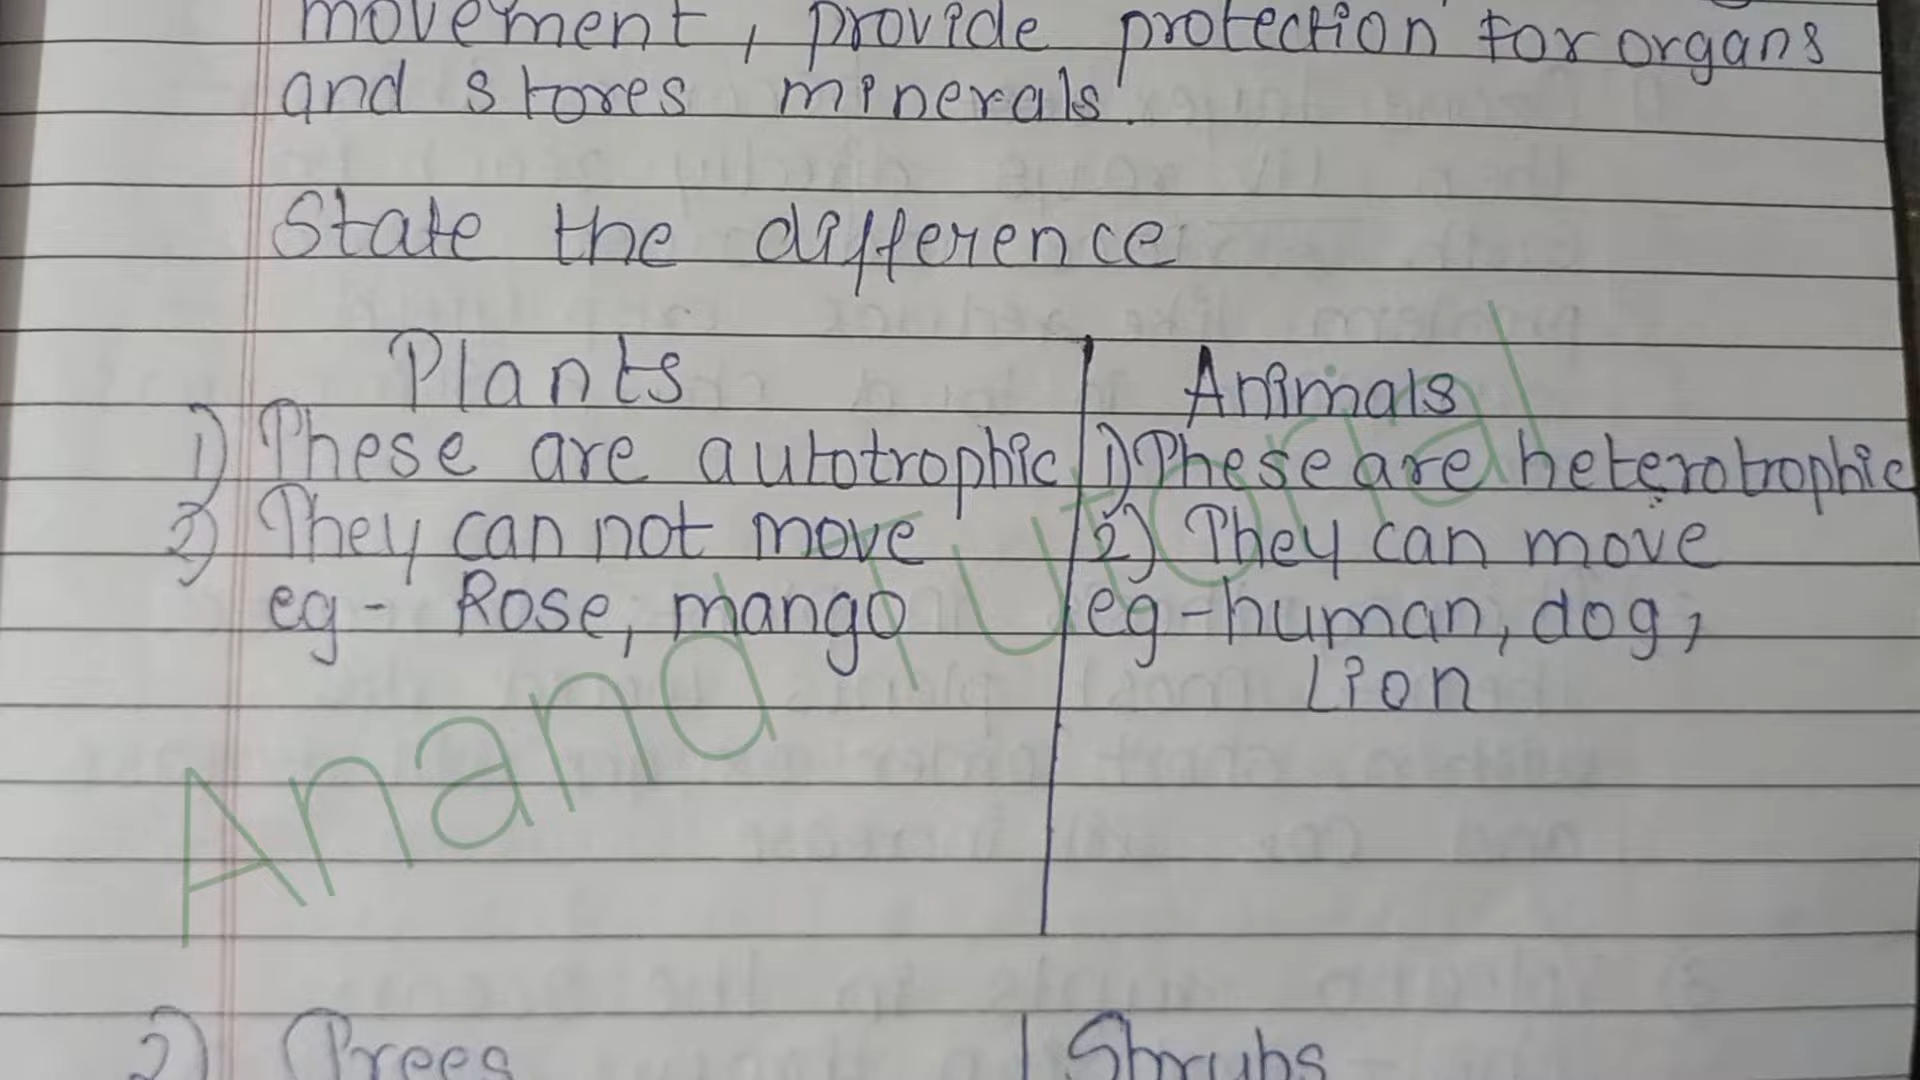 movement, provide protection for organs
and stores minerals.
State the difference
Plants
Animals
1) These are autotrophic
1) These are heterotrophic
2) They can not move
2) They can move
eg - Rose, mango
eg - human, dog,
Lion
Anand Tutorial
2) Trees
Shrubs